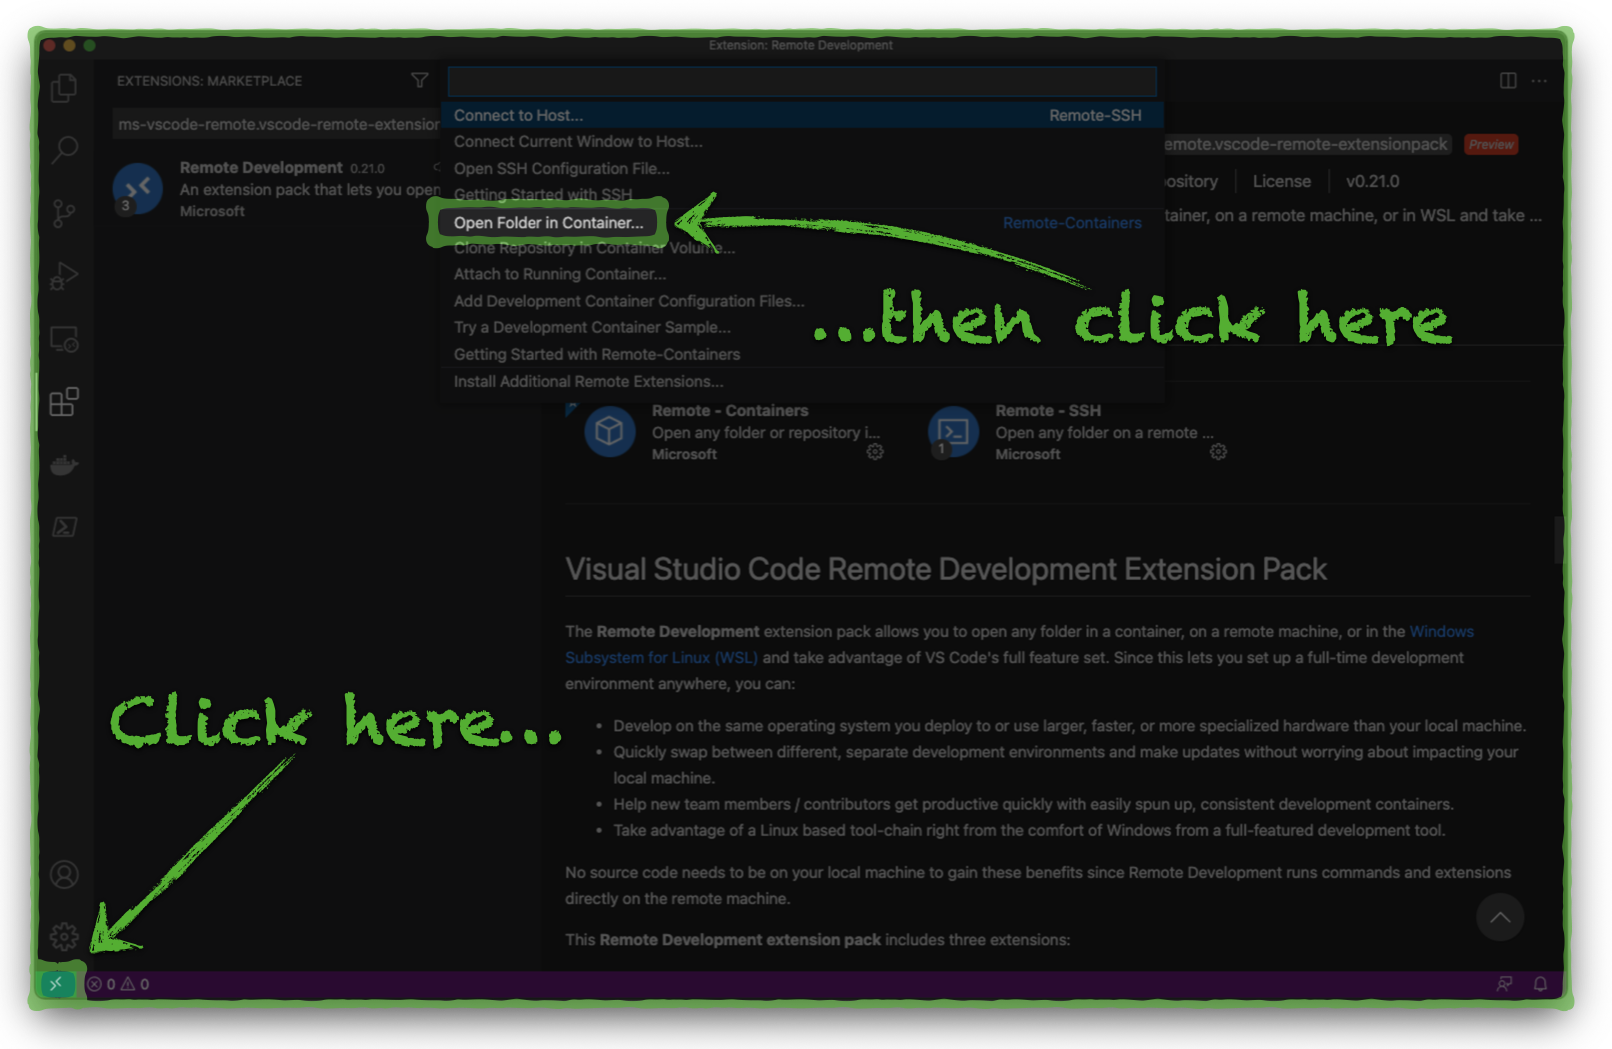 Extension: Remote Development
EXTENSIONS: MARKETPLACE
ms-vscode-remote.vscode-remote-extension
Remote Development 0.21.0
An extension pack that lets you open
Microsoft
3
Connect to Host... Remote-SSH
Connect Current Window to Host...
Open SSH Configuration File...
Getting Started with SSH
Open Folder in Container... Remote-Containers
Clone Repository in Container Volume...
Attach to Running Container...
Add Development Container Configuration Files...
Try a Development Container Sample...
Getting Started with Remote-Containers
Install Additional Remote Extensions...
emote.vscode-remote-extensionpack Preview
ository License v0.21.0
tainer, on a remote machine, or in WSL and take ...
...then click here
Remote - Containers
Open any folder or repository i...
Microsoft
Remote - SSH
Open any folder on a remote ...
1 Microsoft
Visual Studio Code Remote Development Extension Pack
The Remote Development extension pack allows you to open any folder in a container, on a remote machine, or in the Windows
Subsystem for Linux (WSL) and take advantage of VS Code's full feature set. Since this lets you set up a full-time development
environment anywhere, you can:
• Develop on the same operating system you deploy to or use larger, faster, or more specialized hardware than your local machine.
• Quickly swap between different, separate development environments and make updates without worrying about impacting your
local machine.
• Help new team members / contributors get productive quickly with easily spun up, consistent development containers.
• Take advantage of a Linux based tool-chain right from the comfort of Windows from a full-featured development tool.
No source code needs to be on your local machine to gain these benefits since Remote Development runs commands and extensions
directly on the remote machine.
This Remote Development extension pack includes three extensions:
Click here...
0 0